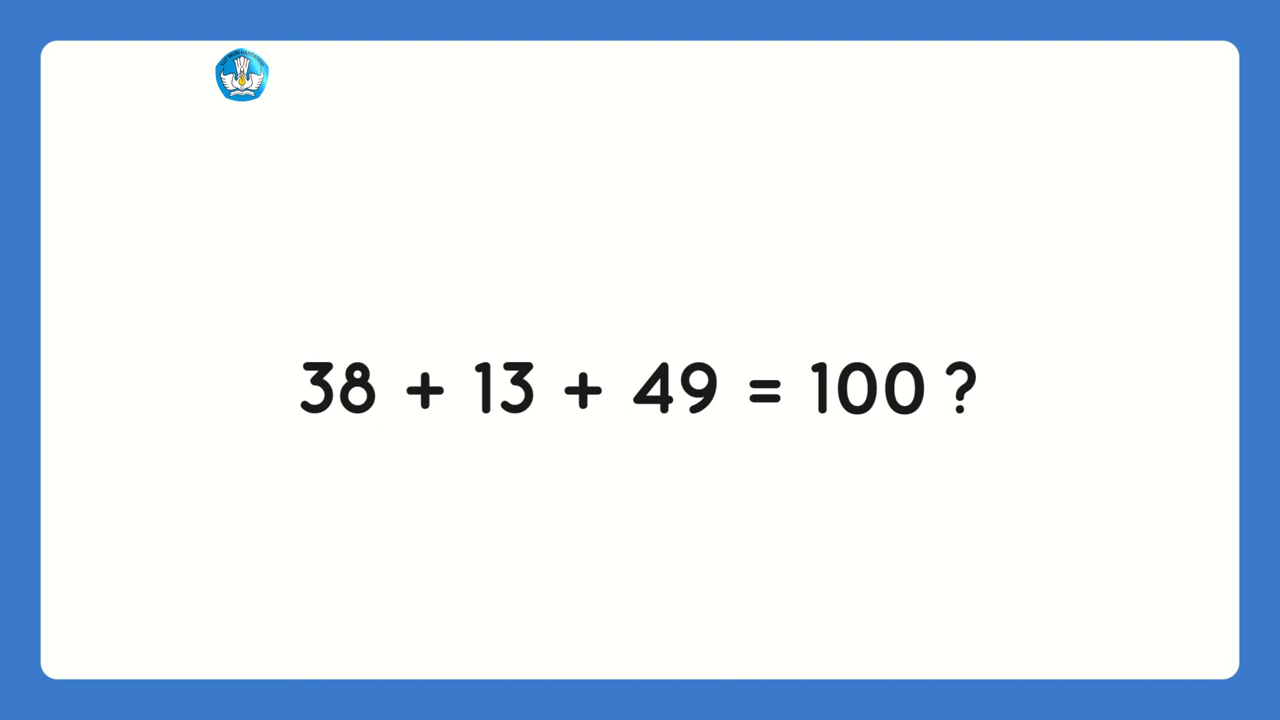 38 + 13 + 49 = 100 ?